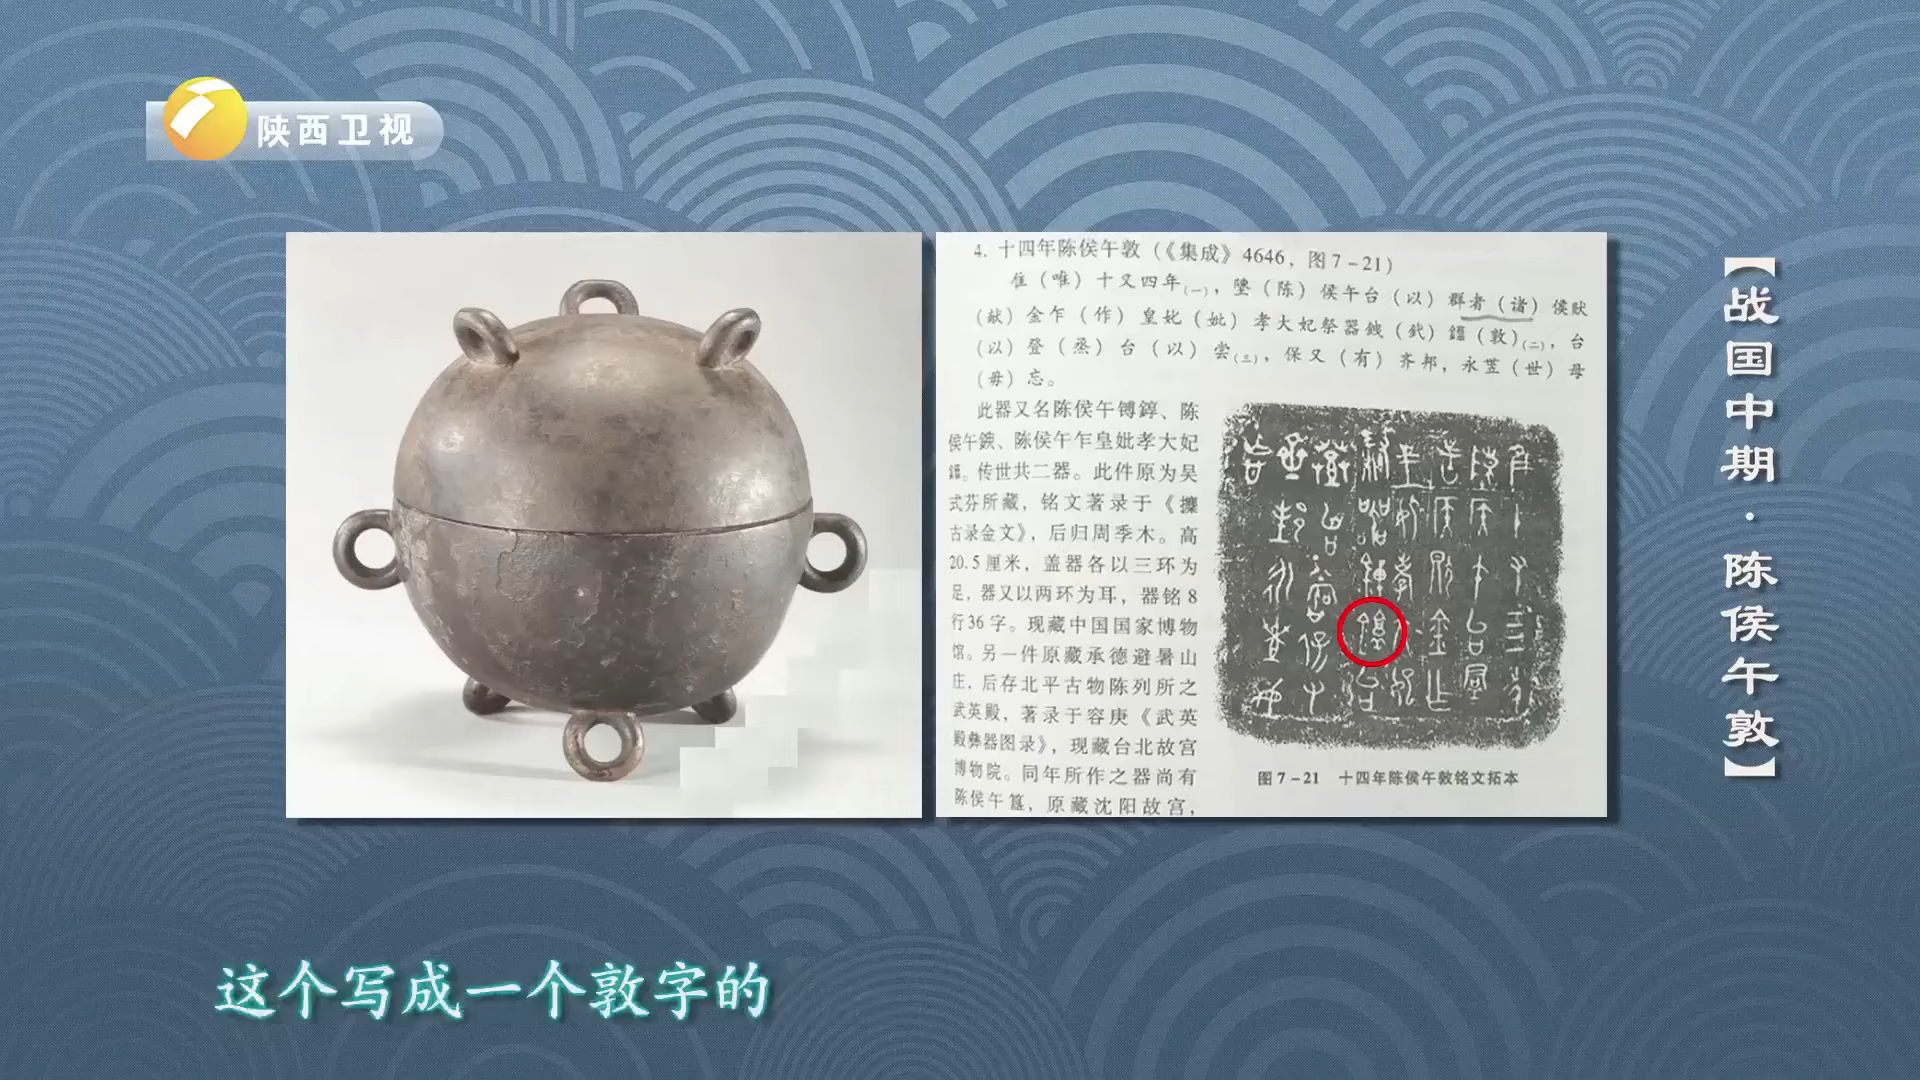 陕西卫视
4. 十四年陈侯午敦（《集成》4646，图7－21）
隹（唯）十又四年(一)，墬（陈）侯午台（以）群者（诸）侯㽙
（献）金乍（作）皇妣（妣）孝大妃祭器鈛（䥯）（敦）(二)，台
（以）登（烝）台（以）尝(三)，保又（有）齐邦，永枼（世）母
（毋）忘。
此器又名陈侯午镈錞、陈
侯午鐭、陈侯午乍皇妣孝大妃
传世共二器。此件原为吴
式芬所藏，铭文著录于《攈
古录金文》，后归周季木。高
20.5厘米，盖器各以三环为
足，器又以两环为耳，器铭8
行36字。现藏中国国家博物
馆。另一件原藏承德避暑山
庄，后存北平古物陈列所之
武英殿，著录于容庚《武英
殿彝器图录》，现藏台北故宫
博物院。同年所作之器尚有
陈侯午簋，原藏沈阳故宫，
图7－21 十四年陈侯午敦铭文拓本
【战国中期·陈侯午敦】
这个写成一个敦字的